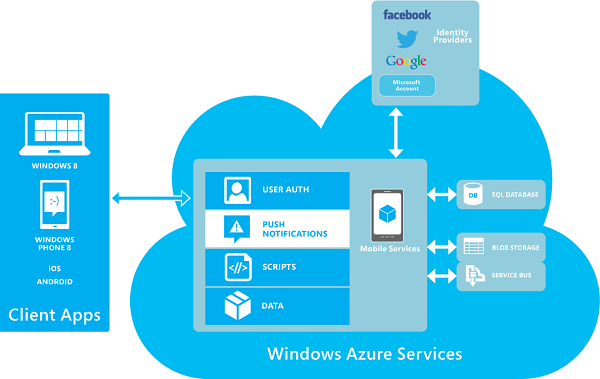 facebook
Identity
Providers
Google
Microsoft
Account
WINDOWS 8
:-)
WINDOWS
PHONE 8
iOS
ANDROID
Client Apps
USER AUTH
PUSH
NOTIFICATIONS
SCRIPTS
DATA
Mobile Services
DB
SQL DATABASE
BLOB STORAGE
SERVICE BUS
Windows Azure Services